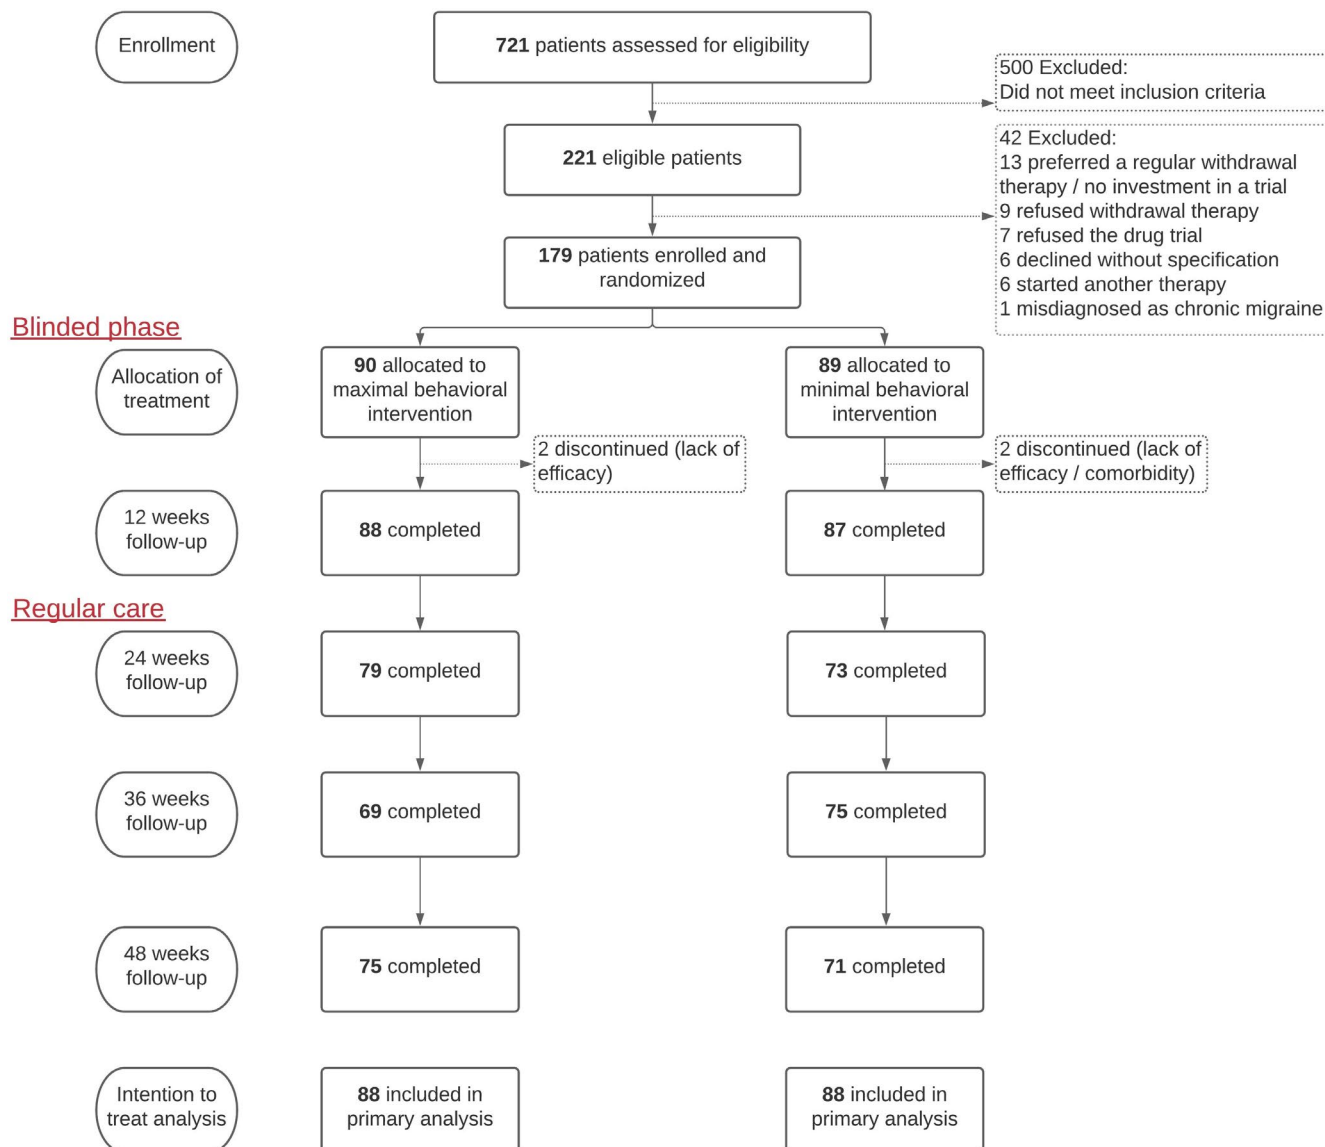 Enrollment
721 patients assessed for eligibility
500 Excluded:
Did not meet inclusion criteria
221 eligible patients
42 Excluded:
13 preferred a regular withdrawal
therapy / no investment in a trial
9 refused withdrawal therapy
7 refused the drug trial
6 declined without specification
6 started another therapy
1 misdiagnosed as chronic migraine
179 patients enrolled and
randomized
Blinded phase
Allocation of
treatment
90 allocated to
maximal behavioral
intervention
89 allocated to
minimal behavioral
intervention
2 discontinued (lack of
efficacy)
2 discontinued (lack of
efficacy / comorbidity)
12 weeks
follow-up
88 completed
87 completed
Regular care
24 weeks
follow-up
79 completed
73 completed
36 weeks
follow-up
69 completed
75 completed
48 weeks
follow-up
75 completed
71 completed
Intention to
treat analysis
88 included in
primary analysis
88 included in
primary analysis